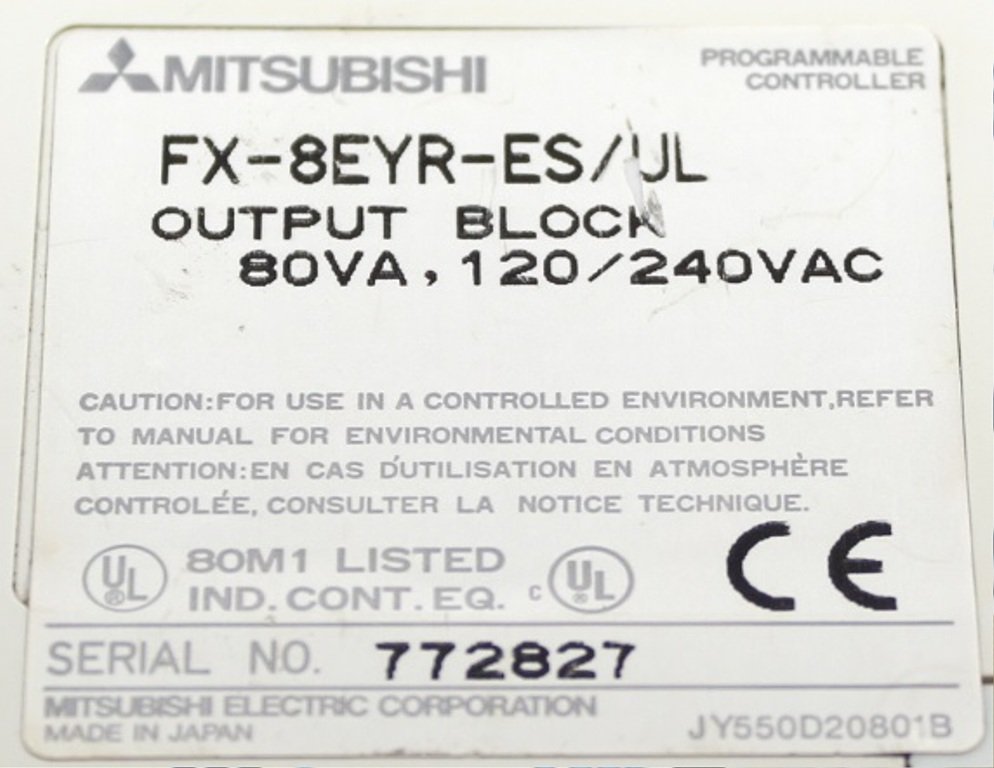 MITSUBISHI
PROGRAMMABLE
CONTROLLER
FX-8EYR-ES/UL
OUTPUT BLOCK
80VA, 120/240VAC
CAUTION:FOR USE IN A CONTROLLED ENVIRONMENT,REFER
TO MANUAL FOR ENVIRONMENTAL CONDITIONS
ATTENTION:EN CAS D'UTILISATION EN ATMOSPHÈRE
CONTROLÉE, CONSULTER LA NOTICE TECHNIQUE.
UL ® 80M1 LISTED
IND. CONT. EQ. c UL ®
CE
SERIAL NO. 772827
MITSUBISHI ELECTRIC CORPORATION
MADE IN JAPAN
JY550D20801B